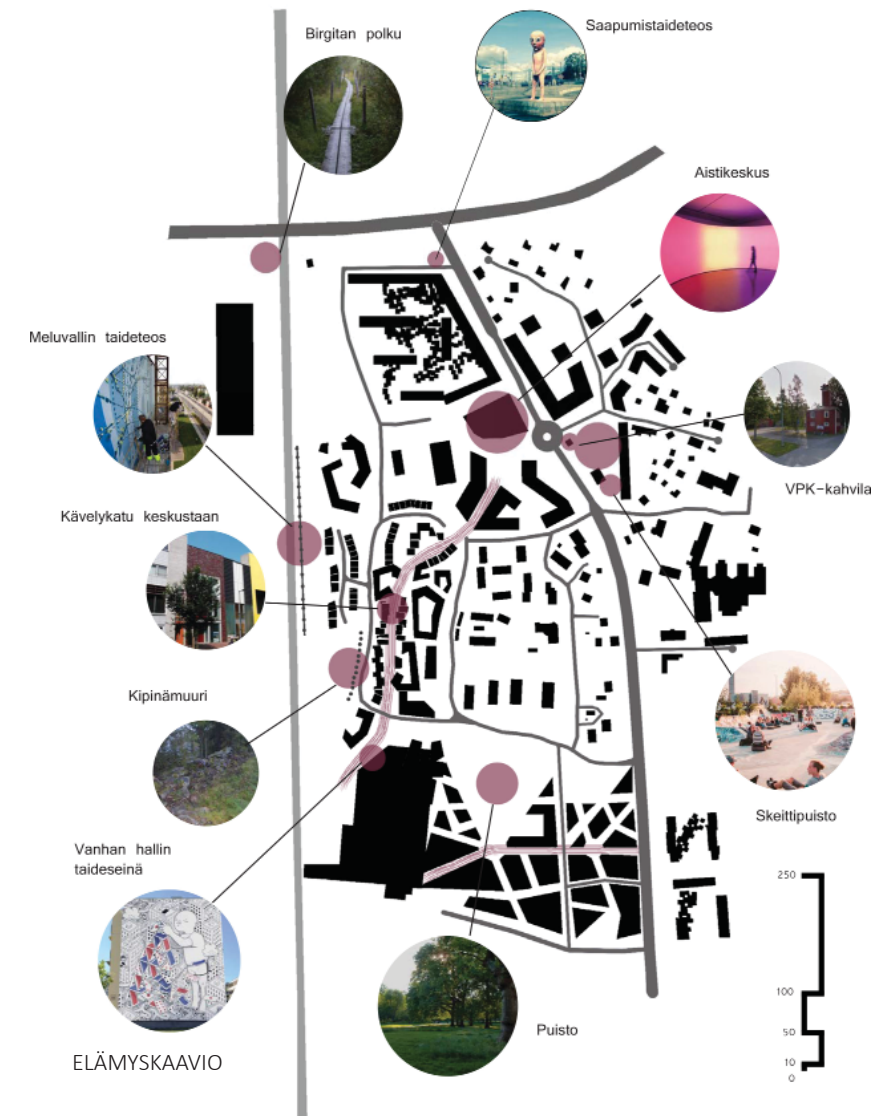 Birgitan polku
Saapumistaideteos
Aistikeskus
Meluvallin taideteos
VPK-kahvila
Kävelykatu keskustaan
Kipinämuuri
Skeittipuisto
Vanhan hallin
taideseinä
Puisto
250
100
50
10
0
ELÄMYSKAAVIO